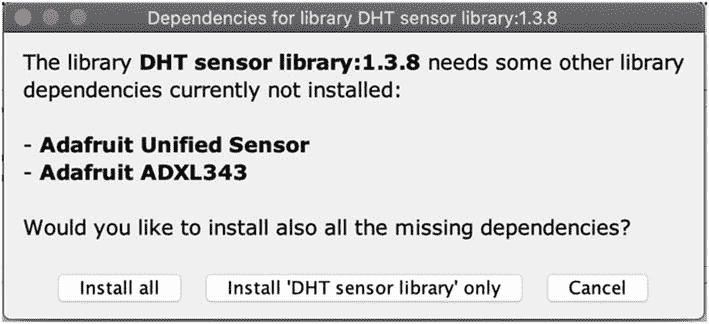 Dependencies for library DHT sensor library:1.3.8
The library DHT sensor library:1.3.8 needs some other library
dependencies currently not installed:
- Adafruit Unified Sensor
- Adafruit ADXL343
Would you like to install also all the missing dependencies?
Install all
Install 'DHT sensor library' only
Cancel